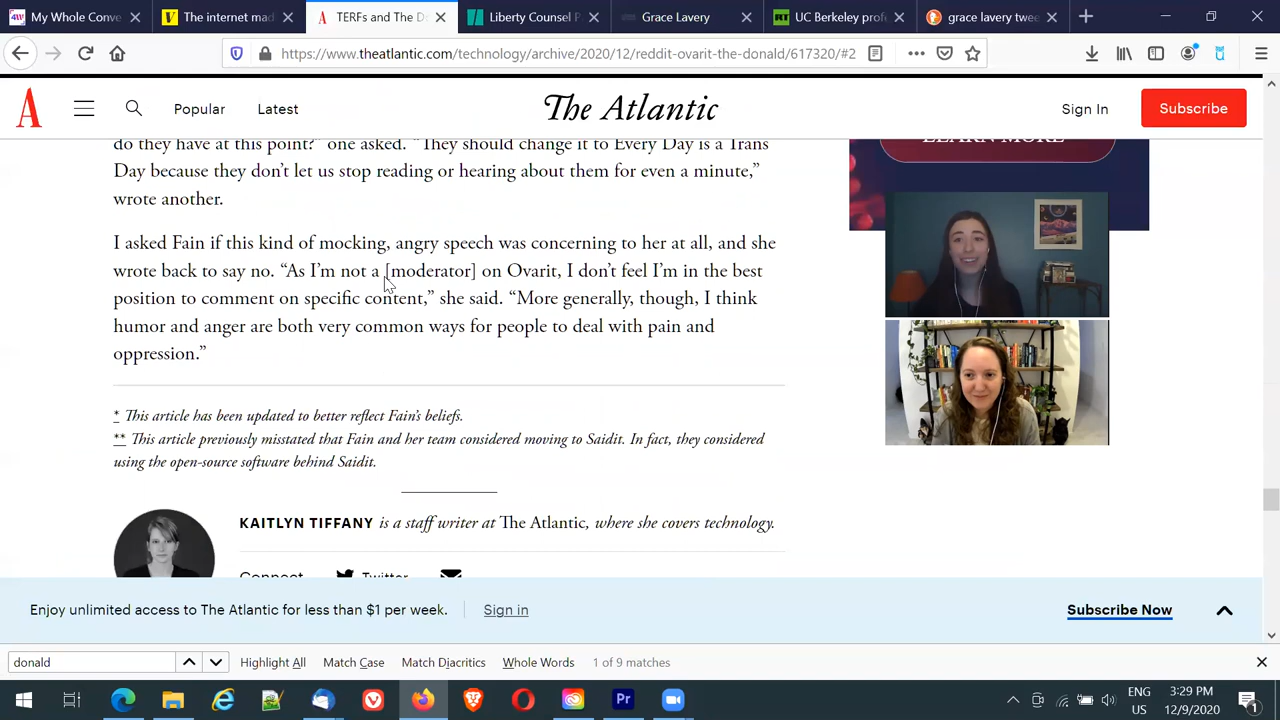 My Whole Conve
The internet mad
TERFs and The Do
Liberty Counsel P
Grace Lavery
UC Berkeley profe
grace lavery twee
https://www.theatlantic.com/technology/archive/2020/12/reddit-ovarit-the-donald/617320/#2
Popular
Latest
The Atlantic
Sign In
Subscribe
do they have at this point?” one asked. “They should change it to Every Day is a Trans
Day because they don’t let us stop reading or hearing about them for even a minute,”
wrote another.
LEARN MORE
I asked Fain if this kind of mocking, angry speech was concerning to her at all, and she
wrote back to say no. “As I’m not a [moderator] on Ovarit, I don’t feel I’m in the best
position to comment on specific content,” she said. “More generally, though, I think
humor and anger are both very common ways for people to deal with pain and
oppression.”
* This article has been updated to better reflect Fain’s beliefs.
** This article previously misstated that Fain and her team considered moving to Saidit. In fact, they considered
using the open-source software behind Saidit.
KAITLYN TIFFANY is a staff writer at The Atlantic, where she covers technology.
Connect
Twitter
Enjoy unlimited access to The Atlantic for less than $1 per week.
Sign in
Subscribe Now
donald
Highlight All
Match Case
Match Diacritics
Whole Words
1 of 9 matches
ENG
US
3:29 PM
12/9/2020